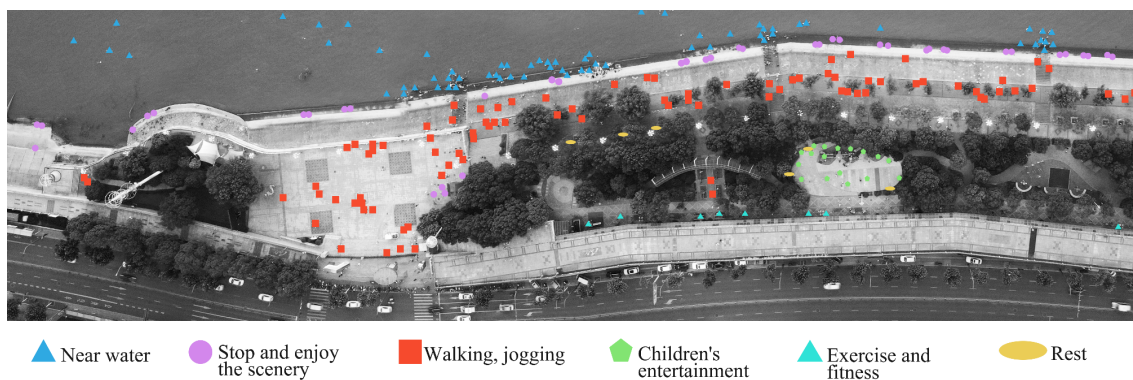 Near water
Stop and enjoy
the scenery
Walking, jogging
Children's
entertainment
Exercise and
fitness
Rest